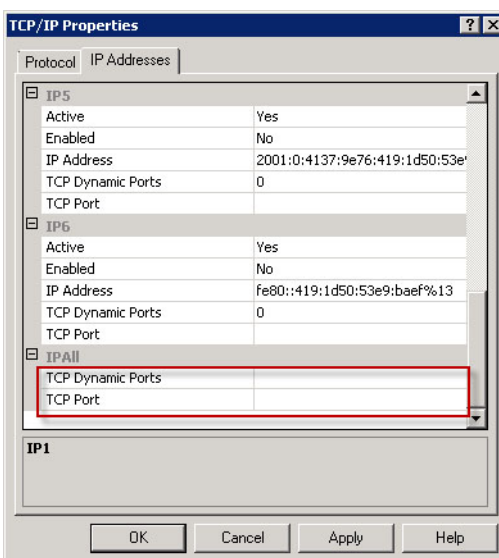 TCP/IP Properties
Protocol IP Addresses
IP5
Active Yes
Enabled No
IP Address 2001:0:4137:9e76:419:1d50:53e9
TCP Dynamic Ports 0
TCP Port
IP6
Active Yes
Enabled No
IP Address fe80::419:1d50:53e9:baef%13
TCP Dynamic Ports 0
TCP Port
IPAll
TCP Dynamic Ports
TCP Port
IP1
OK Cancel Apply Help